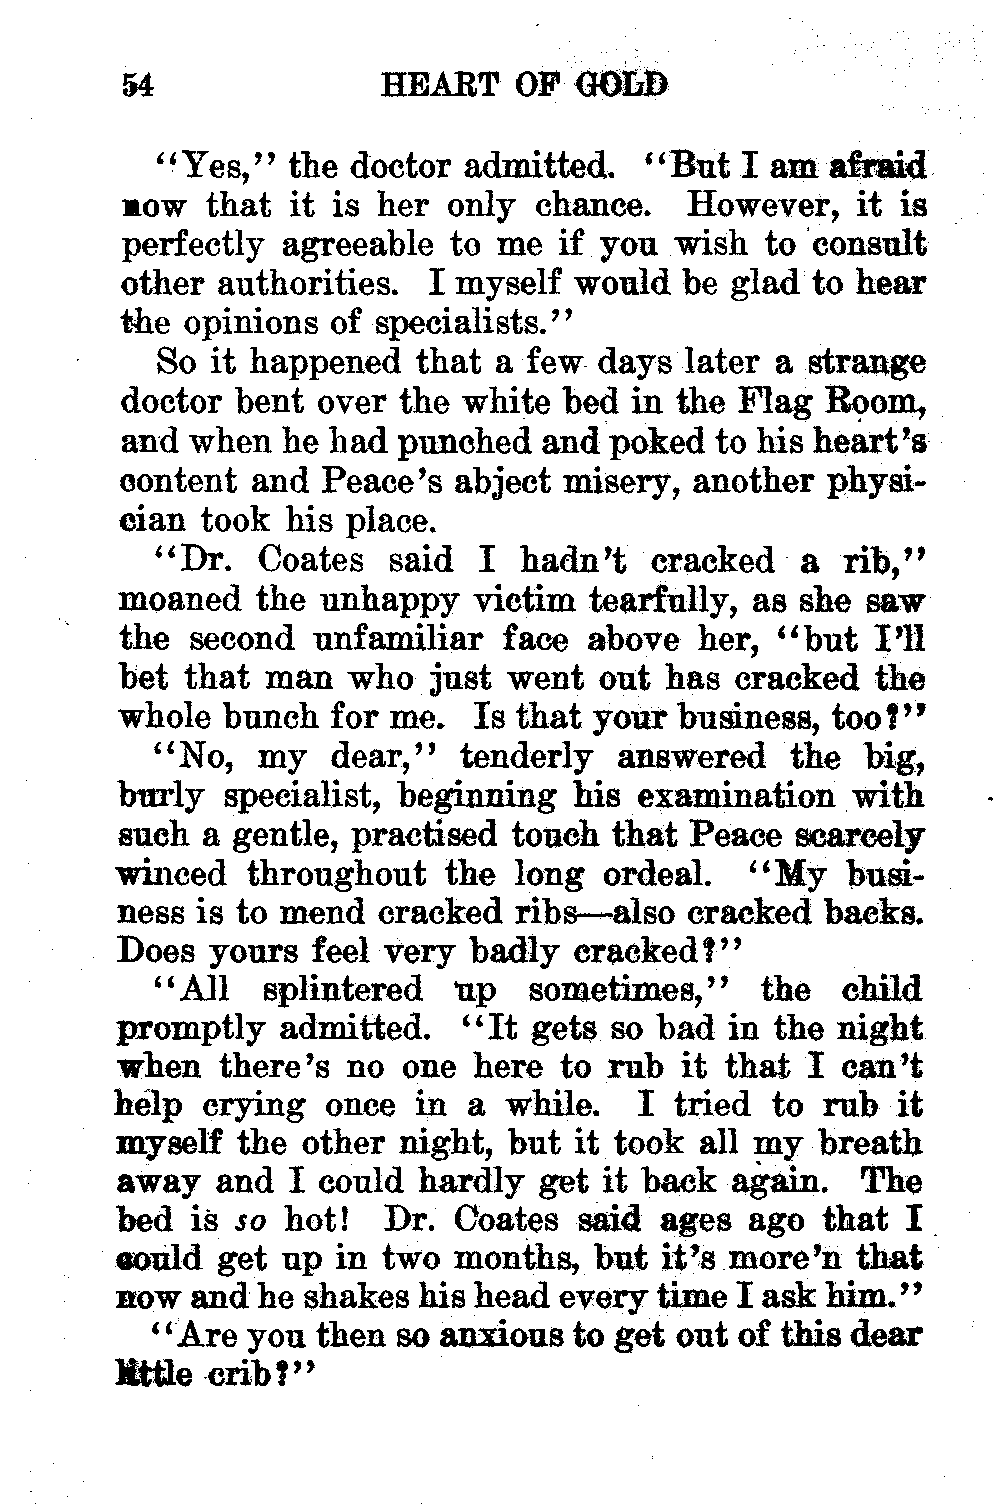 54 HEART OF GOLD
“Yes,” the doctor admitted. “But I am afraid
now that it is her only chance. However, it is
perfectly agreeable to me if you wish to consult
other authorities. I myself would be glad to hear
the opinions of specialists.”
So it happened that a few days later a strange
doctor bent over the white bed in the Flag Room,
and when he had punched and poked to his heart’s
content and Peace’s abject misery, another physi-
cian took his place.
“Dr. Coates said I hadn’t cracked a rib,”
moaned the unhappy victim tearfully, as she saw
the second unfamiliar face above her, “but I’ll
bet that man who just went out has cracked the
whole bunch for me. Is that your business, too?”
“No, my dear,” tenderly answered the big,
burly specialist, beginning his examination with
such a gentle, practised touch that Peace scarcely
winced throughout the long ordeal. “My busi-
ness is to mend cracked ribs—also cracked backs.
Does yours feel very badly cracked?”
“All splintered up sometimes,” the child
promptly admitted. “It gets so bad in the night
when there’s no one here to rub it that I can’t
help crying once in a while. I tried to rub it
myself the other night, but it took all my breath
away and I could hardly get it back again. The
bed is so hot! Dr. Coates said ages ago that I
could get up in two months, but it’s more’n that
now and he shakes his head every time I ask him.”
“Are you then so anxious to get out of this dear
little crib?”